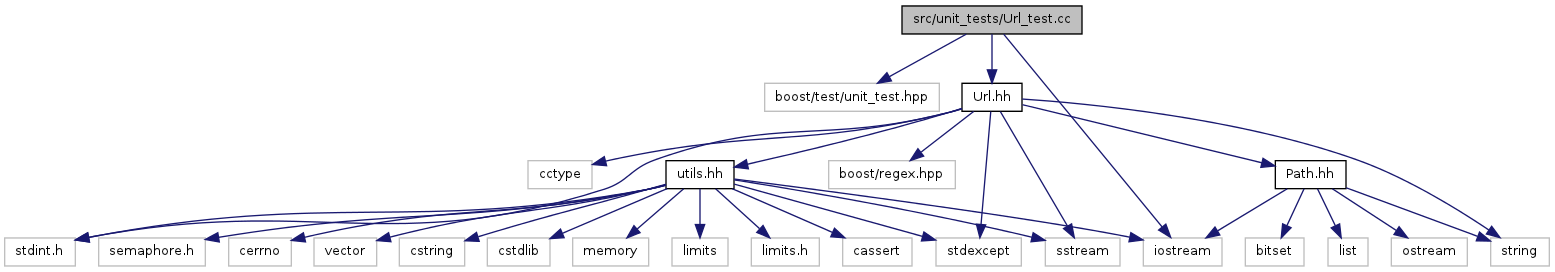 src/unit_tests/Url_test.cc
boost/test/unit_test.hpp
Url.hh
cctype
utils.hh
boost/regex.hpp
Path.hh
stdint.h
semaphore.h
cerrno
vector
cstring
cstdlib
memory
limits
limits.h
cassert
stdexcept
sstream
iostream
bitset
list
ostream
string